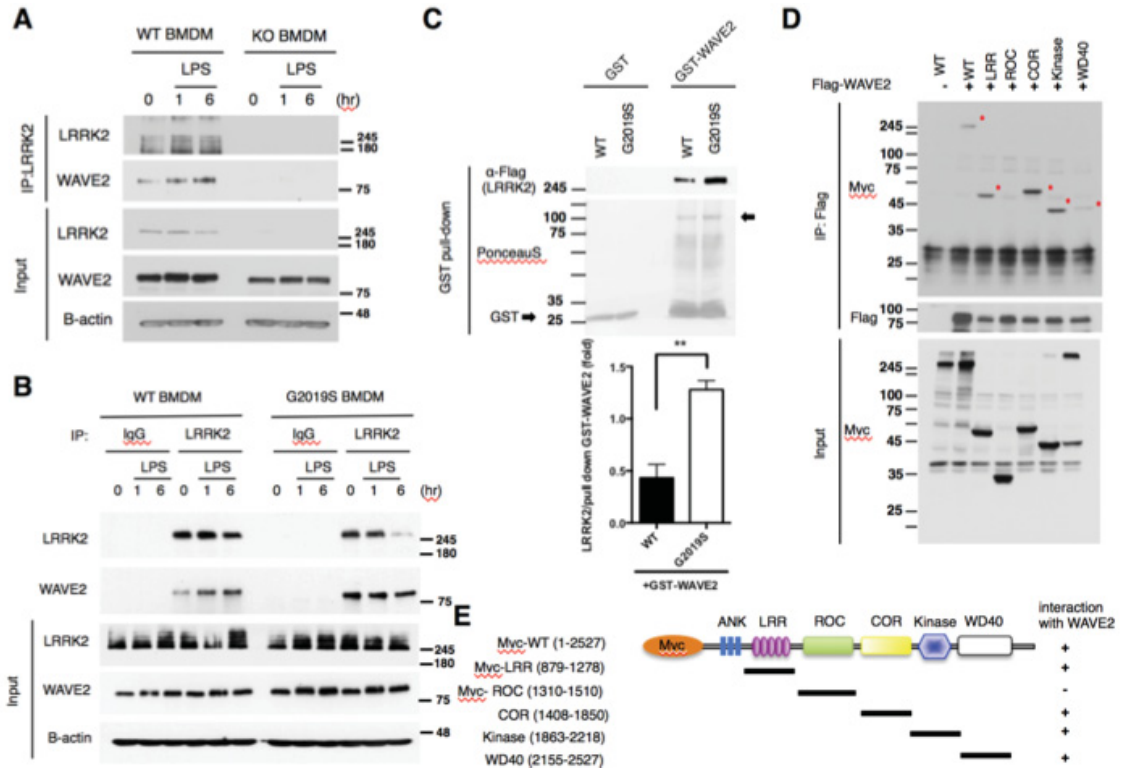 A
WT BMDM KO BMDM
LPS LPS
0 1 6 0 1 6 (hr)
IP:LRRK2
LRRK2
245
180
WAVE2
75
Input
LRRK2
245
180
WAVE2
75
B-actin
48
B
WT BMDM G2019S BMDM
IP: IgG LRRK2 IgG LRRK2
LPS LPS LPS LPS
0 1 6 0 1 6 0 1 6 0 1 6 (hr)
LRRK2
245
180
WAVE2
75
Input
LRRK2
245
180
WAVE2
75
B-actin
48
C
GST GST-WAVE2
WT G2019S WT G2019S
GST pull-down
α-Flag
(LRRK2)
245
100
75
PonceauS
35
GST
25
LRRK2/pull down GST-WAVE2 (fold)
1.5
1.0
0.5
0.0
**
WT G2019S
+GST-WAVE2
D
WT WT LRR ROC COR Kinase WD40
Flag-WAVE2 - + + + + + +
IP: Flag
Myc
245
100
75
45
35
25
Flag
100
75
Input
Myc
245
100
75
45
35
25
E
ANK LRR ROC COR Kinase WD40
interaction
with WAVE2
Myc
Myc-WT (1-2527) +
Myc-LRR (879-1278) +
Myc- ROC (1310-1510) -
COR (1408-1850) +
Kinase (1863-2218) +
WD40 (2155-2527) +